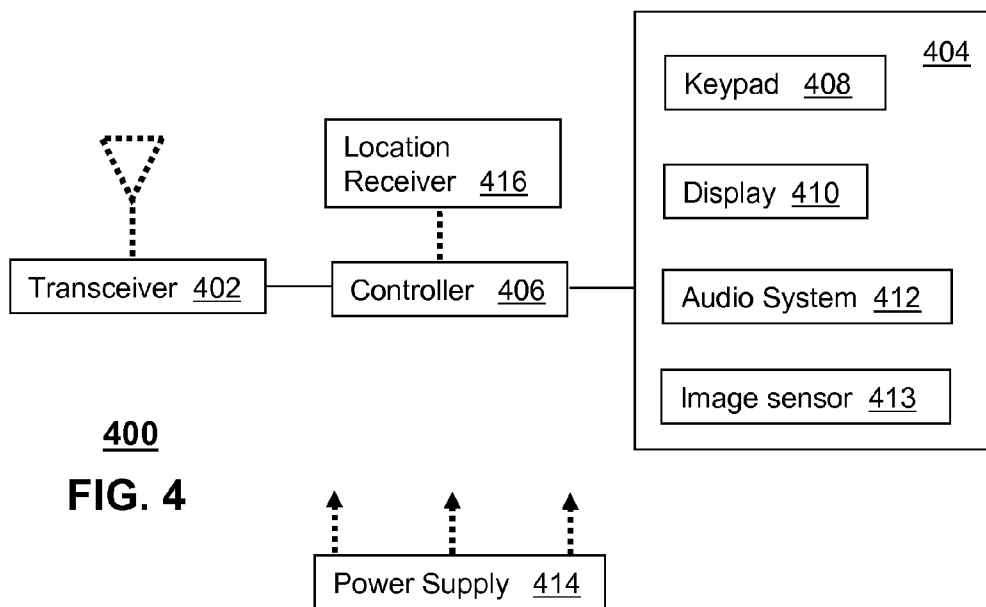 404
Keypad 408
Location
Receiver 416
Display 410
Transceiver 402
Controller 406
Audio System 412
Image sensor 413
400
FIG. 4
Power Supply 414